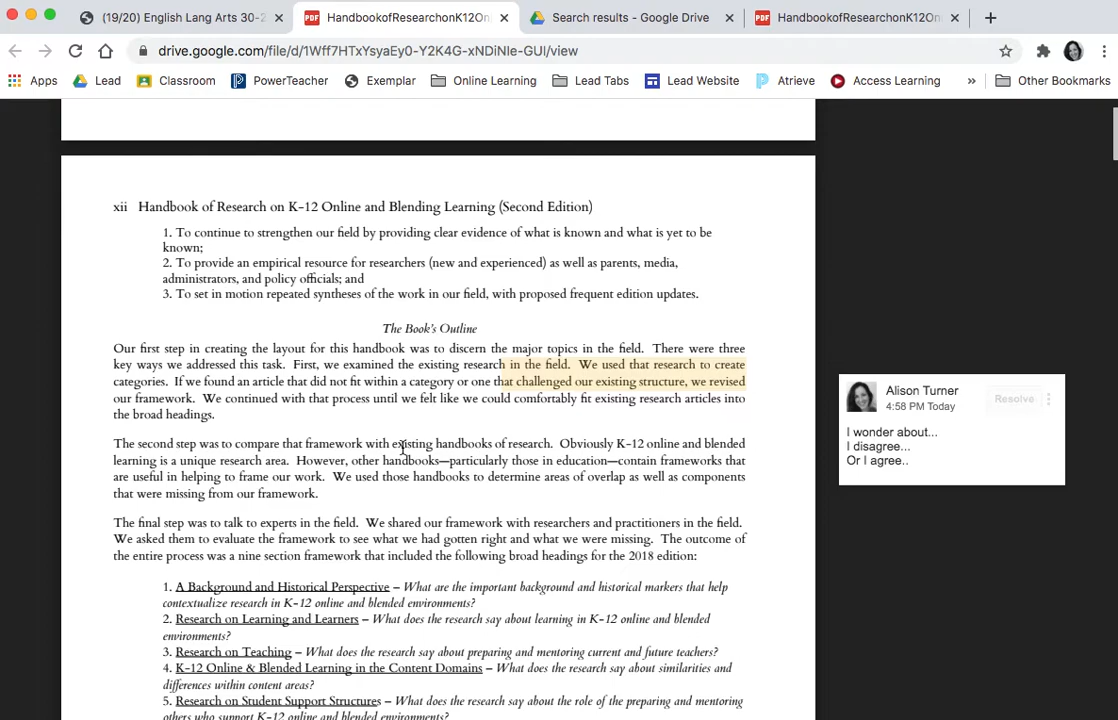 (19/20) English Lang Arts 30-2
HandbookofResearchonK12On
Search results - Google Drive
HandbookofResearchonK12On
drive.google.com/file/d/1Wff7HTxYsyaEy0-Y2K4G-xNDiNIe-GUI/view
Apps Lead Classroom PowerTeacher Exemplar Online Learning Lead Tabs Lead Website Atrieve Access Learning » Other Bookmarks
xii Handbook of Research on K-12 Online and Blending Learning (Second Edition)
1. To continue to strengthen our field by providing clear evidence of what is known and what is yet to be
known;
2. To provide an empirical resource for researchers (new and experienced) as well as parents, media,
administrators, and policy officials; and
3. To set in motion repeated syntheses of the work in our field, with proposed frequent edition updates.
The Book's Outline
Our first step in creating the layout for this handbook was to discern the major topics in the field. There were three
key ways we addressed this task. First, we examined the existing research in the field. We used that research to create
categories. If we found an article that did not fit within a category or one that challenged our existing structure, we revised
our framework. We continued with that process until we felt like we could comfortably fit existing research articles into
the broad headings.
The second step was to compare that framework with existing handbooks of research. Obviously K-12 online and blended
learning is a unique research area. However, other handbooks—particularly those in education—contain frameworks that
are useful in helping to frame our work. We used those handbooks to determine areas of overlap as well as components
that were missing from our framework.
The final step was to talk to experts in the field. We shared our framework with researchers and practitioners in the field.
We asked them to evaluate the framework to see what we had gotten right and what we were missing. The outcome of
the entire process was a nine section framework that included the following broad headings for the 2018 edition:
1. A Background and Historical Perspective – What are the important background and historical markers that help
contextualize research in K-12 online and blended environments?
2. Research on Learning and Learners – What does the research say about learning in K-12 online and blended
environments?
3. Research on Teaching – What does the research say about preparing and mentoring current and future teachers?
4. K-12 Online & Blended Learning in the Content Domains – What does the research say about similarities and
differences within content areas?
5. Research on Student Support Structures – What does the research say about the role of the preparing and mentoring
others who support K-12 online and blended environments?
Alison Turner
4:58 PM Today
Resolve
I wonder about...
I disagree...
Or I agree..